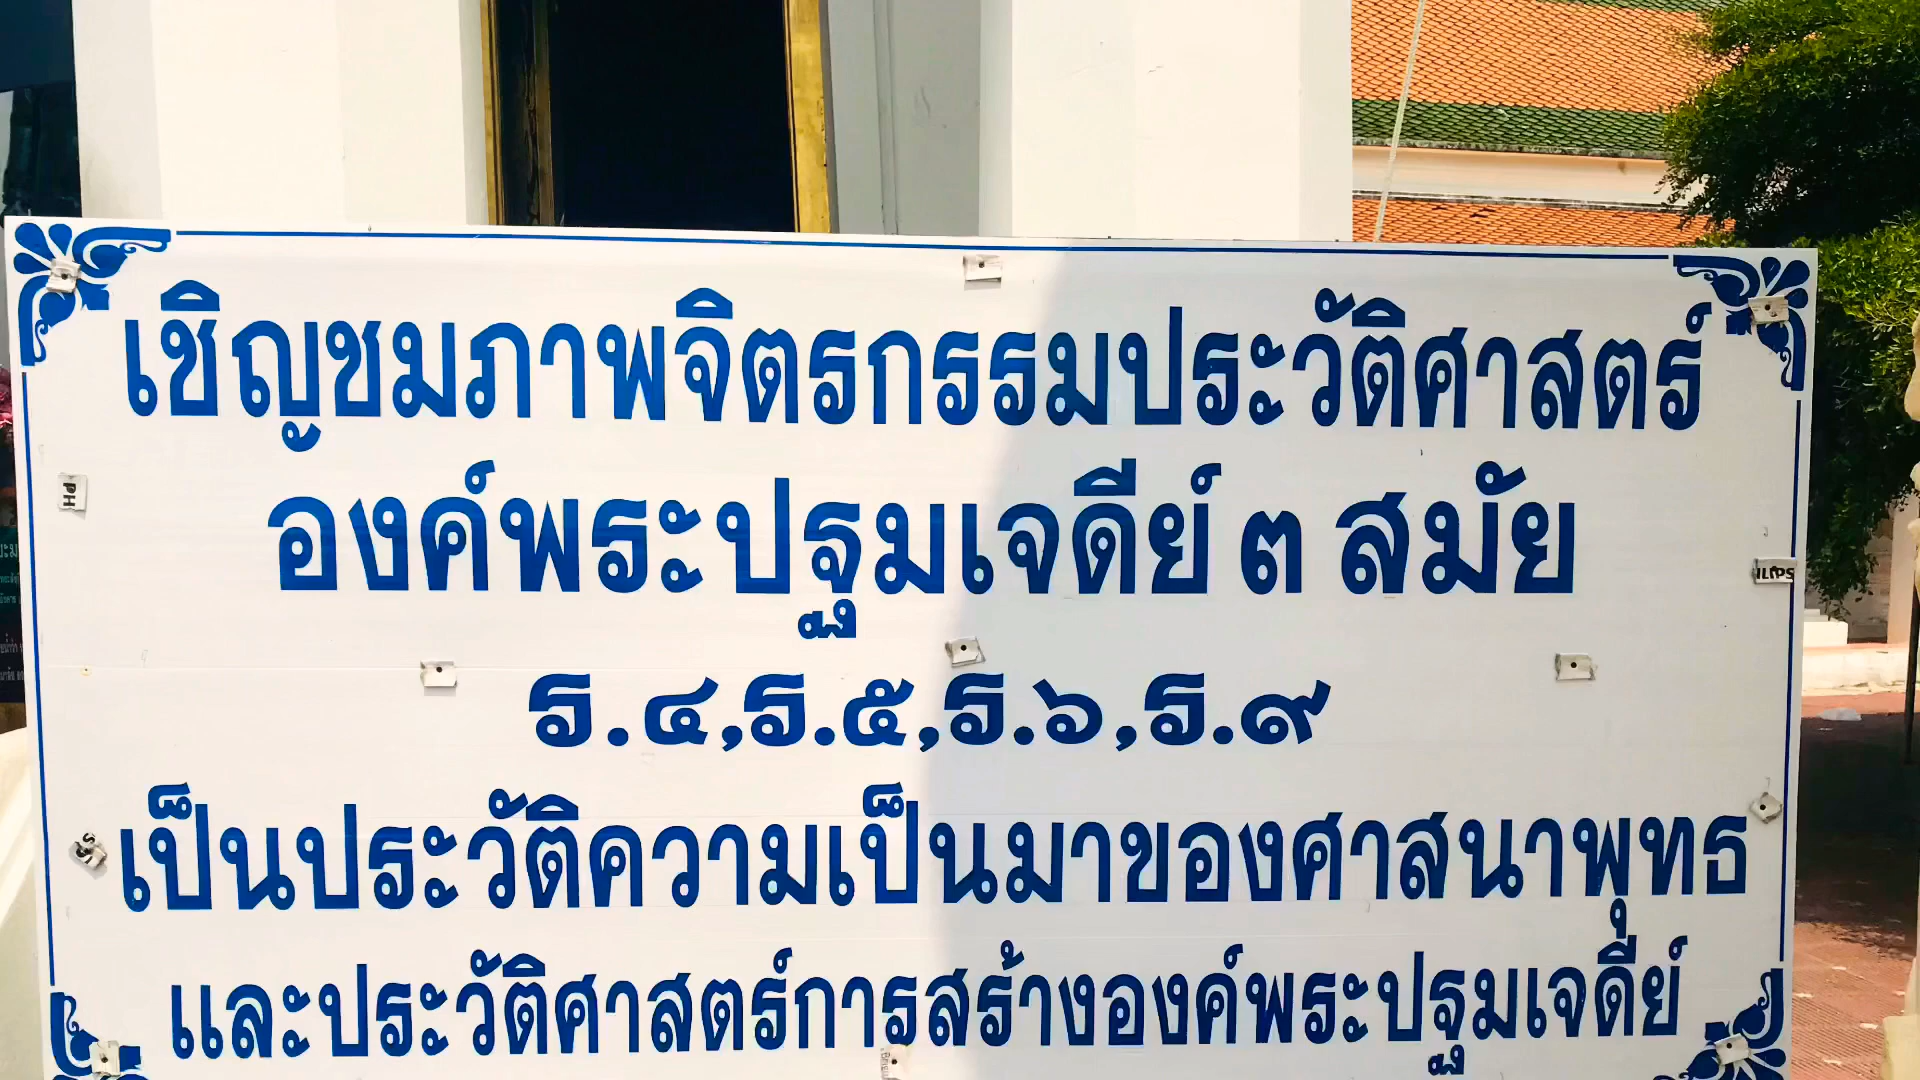 เชิญชมภาพจิตรกรรมประวัติศาสตร์
องค์พระปฐมเจดีย์ ๓ สมัย
ร.๔,ร.๕,ร.๖,ร.๙
เป็นประวัติความเป็นมาของศาสนาพุทธ
และประวัติศาสตร์การสร้างองค์พระปฐมเจดีย์
PH
ILIPS